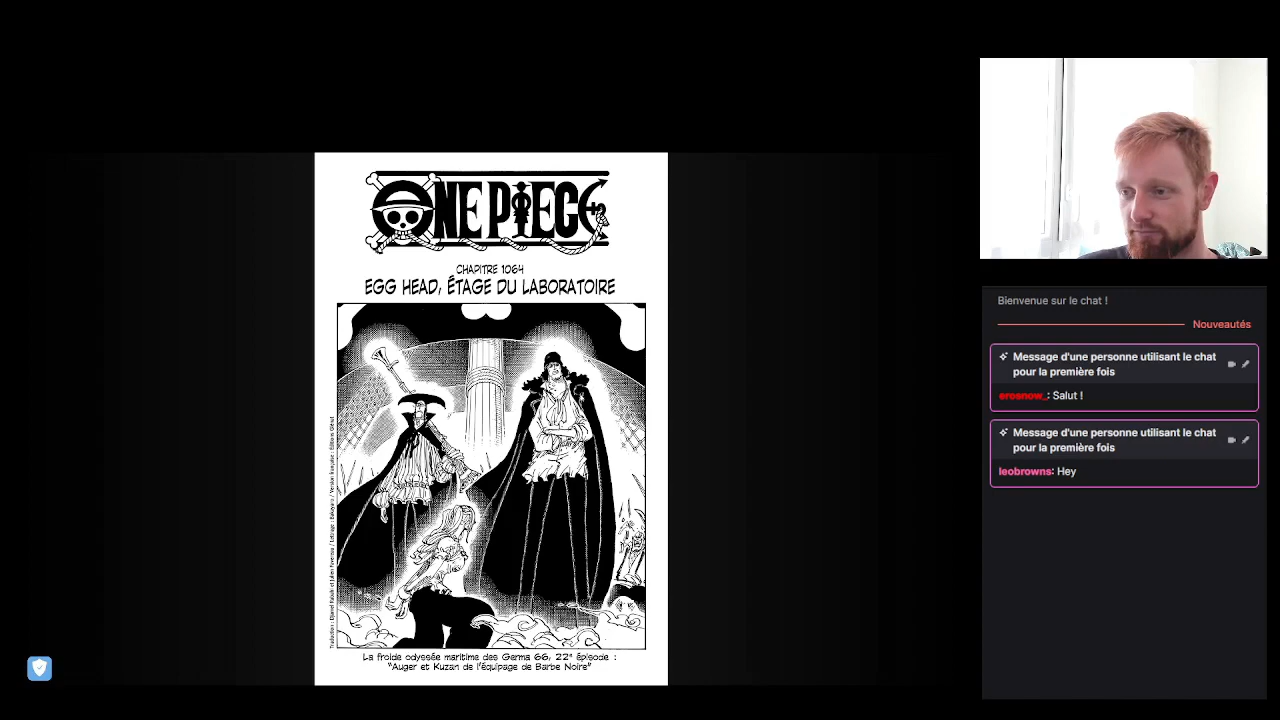 ONE PIECE
CHAPITRE 1064
EGG HEAD, ÉTAGE DU LABORATOIRE
La froide odyssée maritime des Germa 66, 22e épisode :
"Auger et Kuzan de l'équipage de Barbe Noire"
Bienvenue sur le chat !
Nouveautés
Message d'une personne utilisant le chat
pour la première fois
erosnow_: Salut !
Message d'une personne utilisant le chat
pour la première fois
leobrowns: Hey